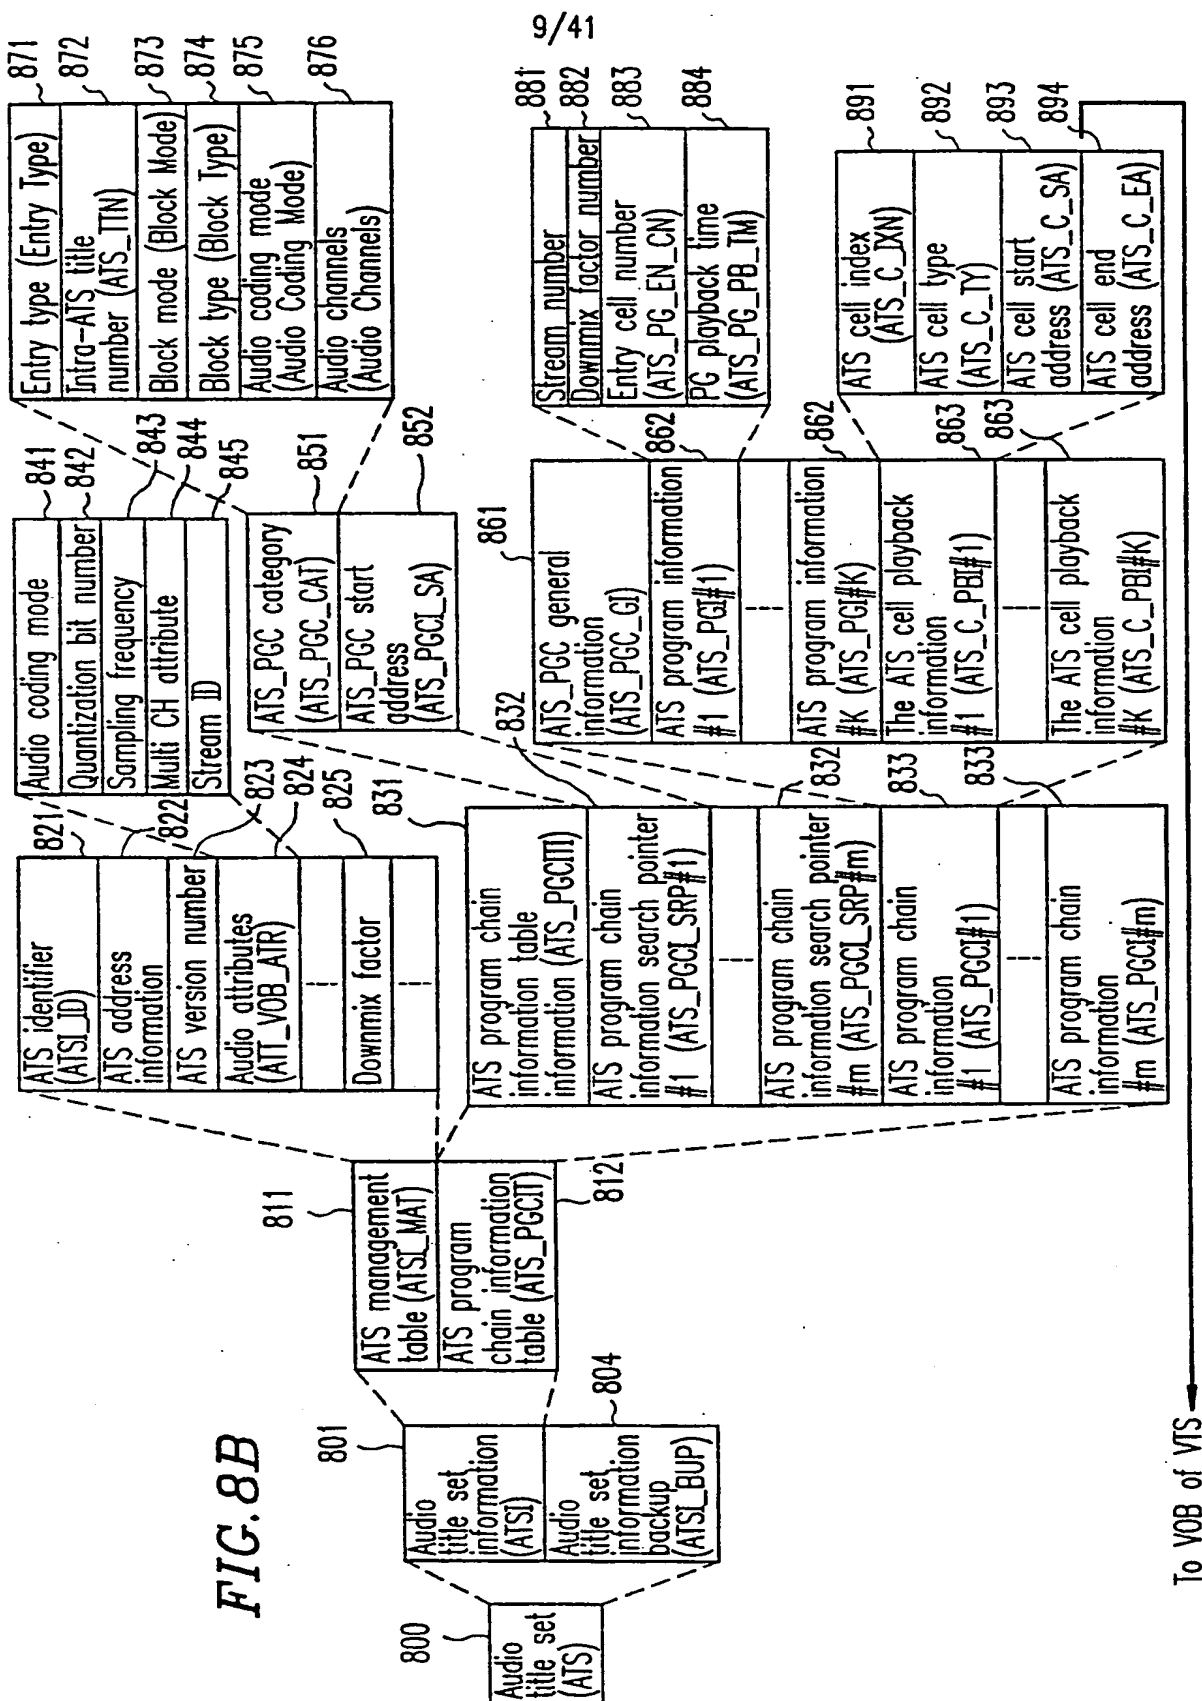 9/41
FIG.8B
800
Audio
title set
(ATS)
801
Audio
title set
information
(ATSI)
Audio
title set
information
backup
(ATSI_BUP)
804
811
ATS management
table (ATSI_MAT)
ATS program
chain information
table (ATS_PGCIT)
812
ATS identifier
(ATSI_ID)
821
ATS address
information
822
ATS version number
823
Audio attributes
(ATT_VOB_ATR)
824
Downmix factor
825
831
ATS program chain
information table
information (ATS_PGCITI)
832
ATS program chain
information search pointer
#1 (ATS_PGCI_SRP#1)
ATS program chain
information search pointer
#m (ATS_PGCI_SRP#m)
832
ATS program chain
information
#1 (ATS_PGCI#1)
833
ATS program chain
information
#m (ATS_PGCI#m)
833
Audio coding mode
841
Quantization bit number
842
Sampling frequency
843
Multi CH attribute
844
Stream ID
845
ATS_PGC category
(ATS_PGC_CAT)
851
ATS_PGC start
address
(ATS_PGCI_SA)
852
861
ATS_PGC general
information
(ATS_PGC_GI)
ATS program information
#1 (ATS_PGI#1)
862
ATS program information
#K (ATS_PGI#K)
862
The ATS cell playback
information
#1 (ATS_C_PBI#1)
863
The ATS cell playback
information
#K (ATS_C_PBI#K)
863
Entry type (Entry Type)
871
Intra-ATS title
number (ATS_TTN)
872
Block mode (Block Mode)
873
Block type (Block Type)
874
Audio coding mode
(Audio Coding Mode)
875
Audio channels
(Audio Channels)
876
Stream number
881
Downmix factor number
882
Entry cell number
(ATS_PG_EN_CN)
883
PG playback time
(ATS_PG_PB_TM)
884
ATS cell index
(ATS_C_IXN)
891
ATS cell type
(ATS_C_TY)
892
ATS cell start
address (ATS_C_SA)
893
ATS cell end
address (ATS_C_EA)
894
To VOB of VTS